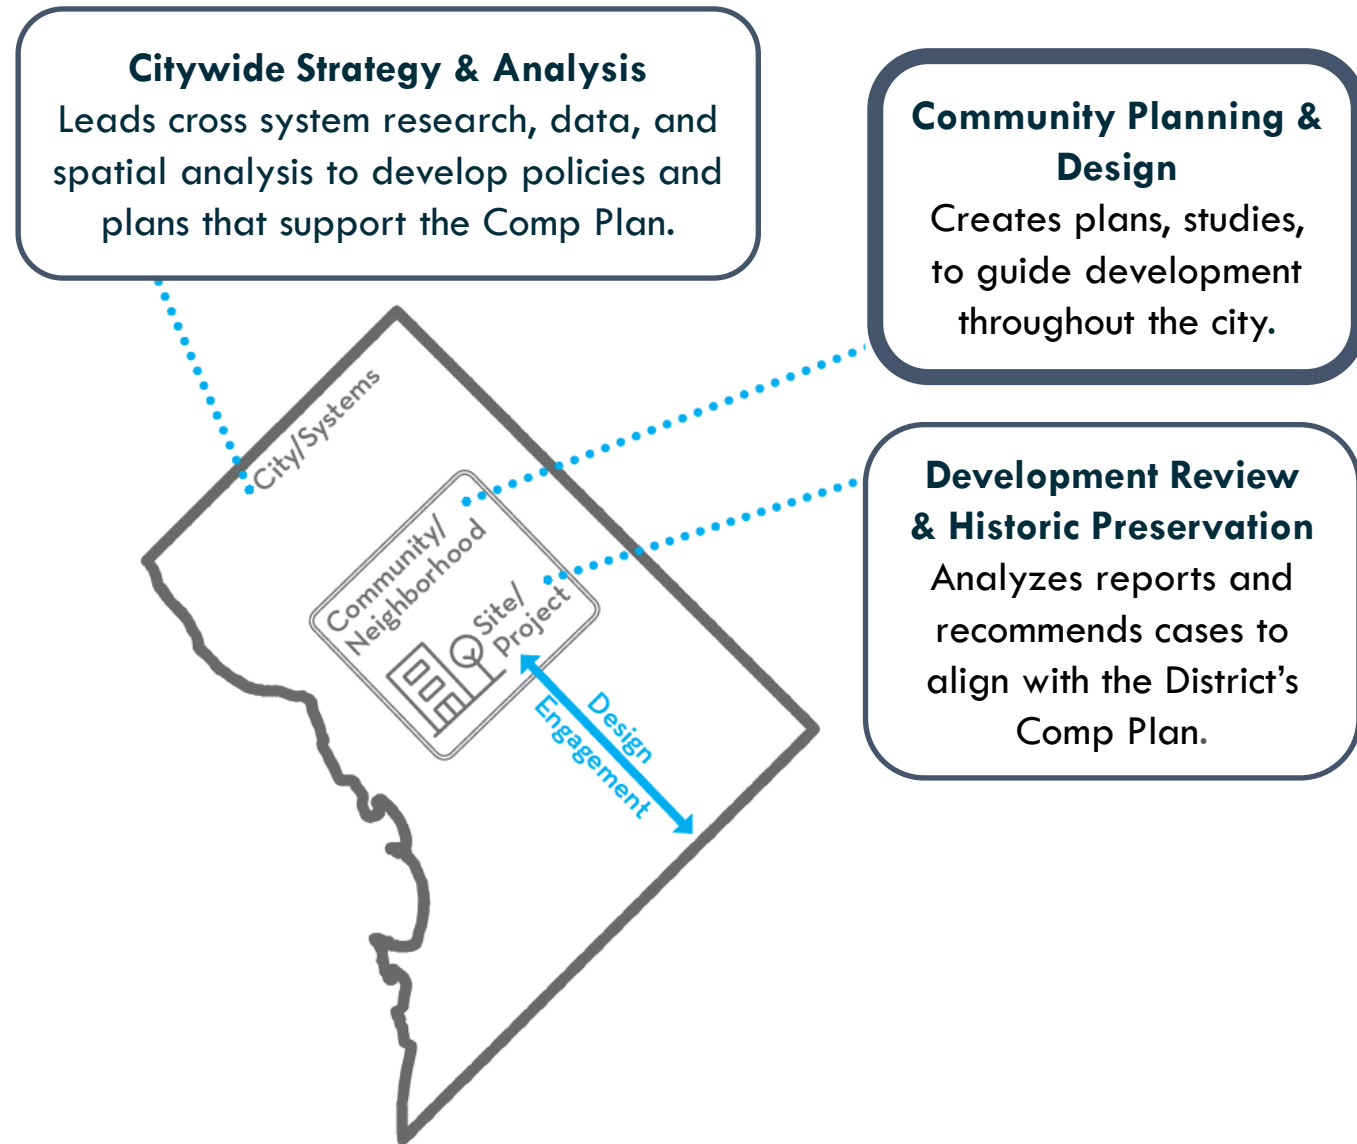 Citywide Strategy & Analysis
Leads cross system research, data, and
spatial analysis to develop policies and
plans that support the Comp Plan.
Community Planning &
Design
Creates plans, studies,
to guide development
throughout the city.
Development Review
& Historic Preservation
Analyzes reports and
recommends cases to
align with the District’s
Comp Plan.
City/Systems
Community/
Neighborhood
Site/
Project
Design
Engagement